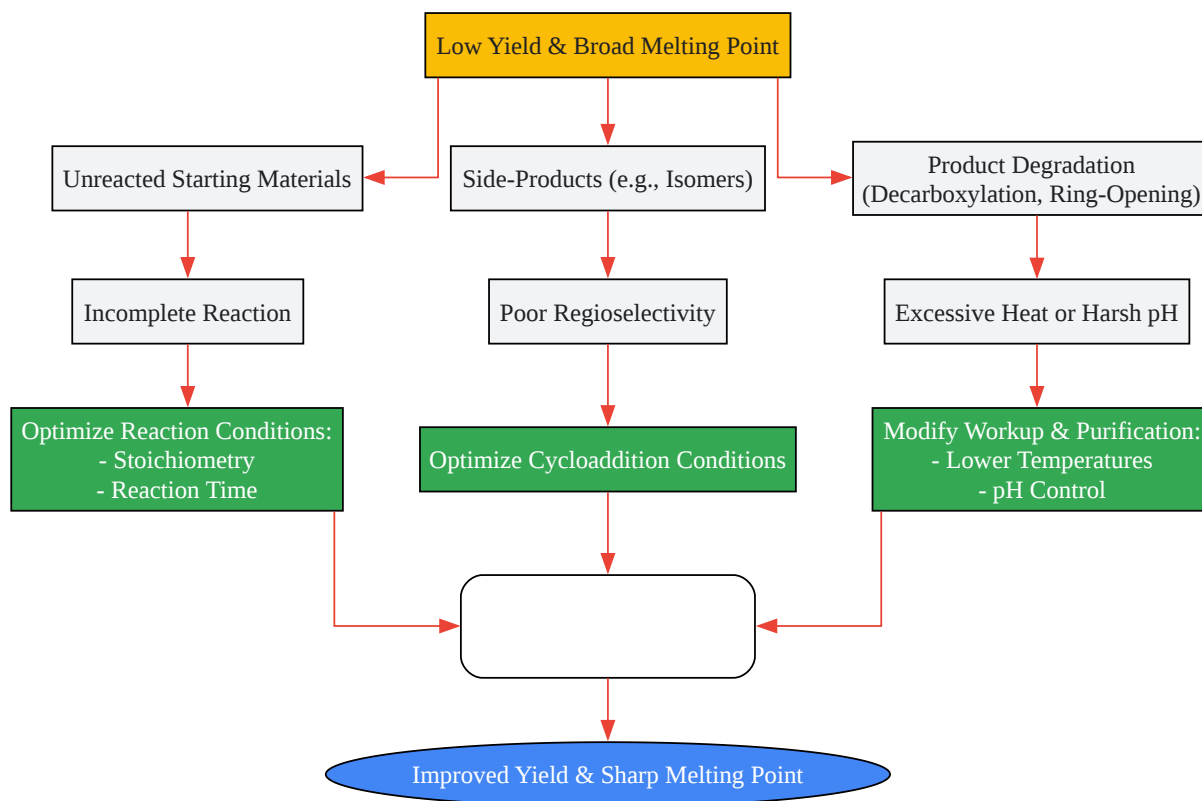 Low Yield & Broad Melting Point
Unreacted Starting Materials
Side-Products (e.g., Isomers)
Product Degradation
(Decarboxylation, Ring-Opening)
Incomplete Reaction
Poor Regioselectivity
Excessive Heat or Harsh pH
Optimize Reaction Conditions:
- Stoichiometry
- Reaction Time
Optimize Cycloaddition Conditions
Modify Workup & Purification:
- Lower Temperatures
- pH Control
Improved Yield & Sharp Melting Point